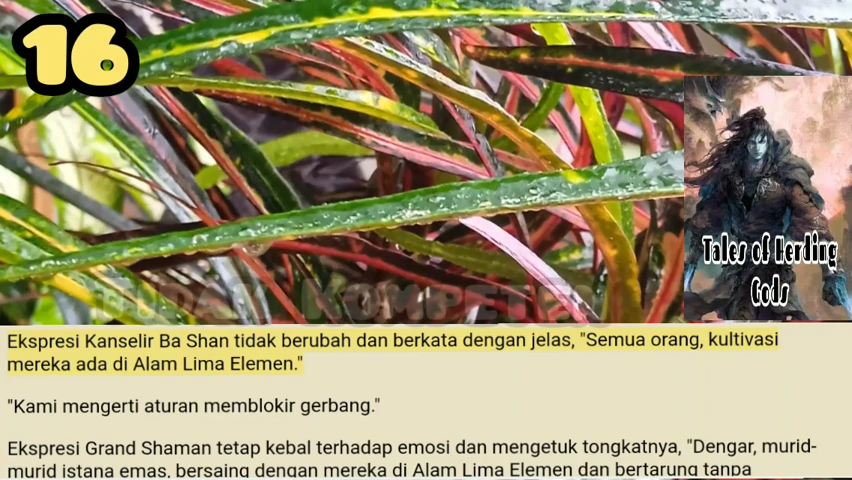 16
Tales of Herding
Gods
Ekspresi Kanselir Ba Shan tidak berubah dan berkata dengan jelas, "Semua orang, kultivasi
mereka ada di Alam Lima Elemen."
"Kami mengerti aturan memblokir gerbang."
Ekspresi Grand Shaman tetap kebal terhadap emosi dan mengetuk tongkatnya, "Dengar, murid-
murid istana emas, bersaing dengan mereka di Alam Lima Elemen dan bertarung tanpa